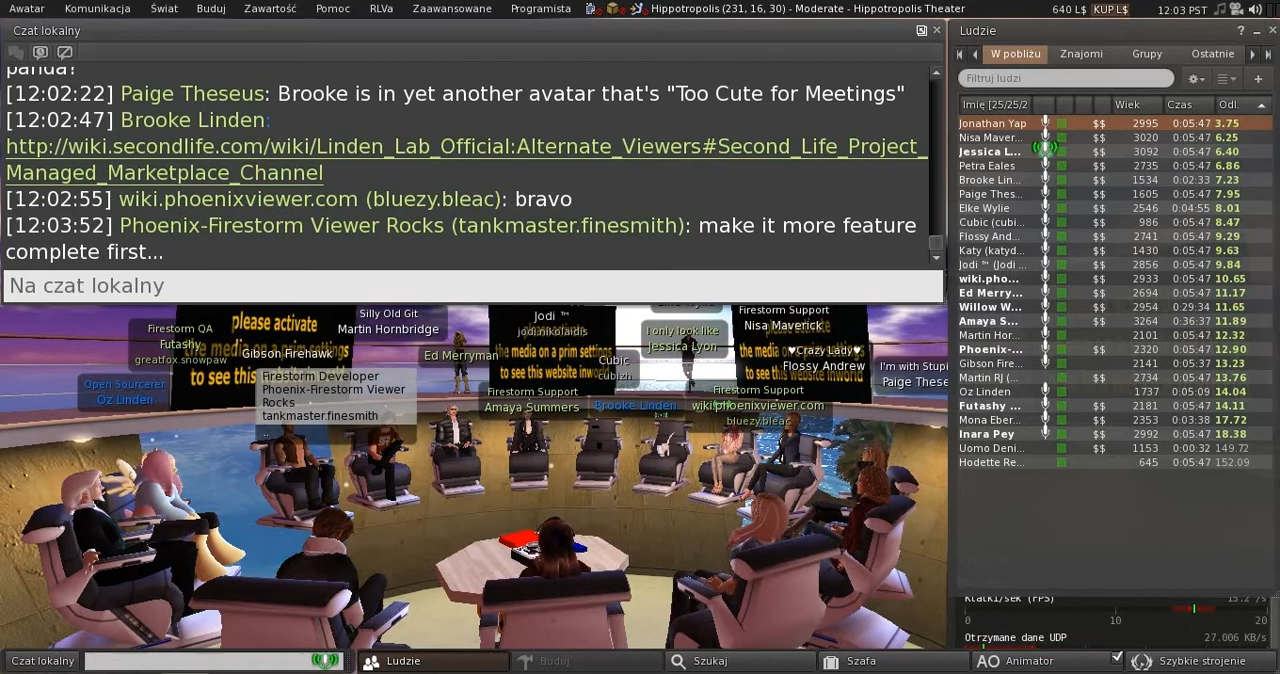 Awatar Komunikacja Świat Buduj Zawartość Pomoc RLVa Zaawansowane Programista Hippotropolis (231, 16, 30) - Moderate - Hippotropolis Theater 640 L$ KUP L$ 12:03 PST
Czat lokalny
panda?
[12:02:22] Paige Theseus: Brooke is in yet another avatar that's "Too Cute for Meetings"
[12:02:47] Brooke Linden:
http://wiki.secondlife.com/wiki/Linden_Lab_Official:Alternate_Viewers#Second_Life_Project_
Managed_Marketplace_Channel
[12:02:55] wiki.phoenixviewer.com (bluezy.bleac): bravo
[12:03:52] Phoenix-Firestorm Viewer Rocks (tankmaster.finesmith): make it more feature
complete first...
Na czat lokalny
Ludzie ?
W pobliżu Znajomi Grupy Ostatnie
Filtruj ludzi
Imię [25/25/2 Wiek Czas Odl.
Jonathan Yap $$ 2995 0:05:47 3.75
Nisa Maver... $$ 3020 0:05:47 6.25
Jessica L... $$ 3092 0:05:47 6.40
Petra Eales $$ 2735 0:05:47 6.86
Brooke Lin... $$ 1534 0:02:33 7.23
Paige Thes... $$ 1605 0:05:47 7.95
Elke Wylie $$ 2546 0:04:55 8.01
Cubic (cubi... $$ 986 0:05:47 8.47
Flossy And... $$ 2741 0:05:47 9.29
Katy (katyd... $$ 1430 0:05:47 9.63
Jodi ™ (Jodi ... $$ 2856 0:05:47 9.84
wiki.pho... $$ 2933 0:05:47 10.65
Ed Merry... $$ 2694 0:05:47 11.17
Willow W... $$ 2954 0:29:34 11.65
Amaya S... $$ 3264 0:36:37 11.89
Martin Hor... $$ 2101 0:05:47 12.32
Phoenix-... $$ 2320 0:05:47 12.90
Gibson Fire... 2141 0:05:37 13.23
Martin RJ (... $$ 2734 0:05:47 13.76
Oz Linden 1737 0:05:09 14.04
Futashy ... $$ 2181 0:05:47 14.11
Mona Eber... $$ 2353 0:03:38 17.72
Inara Pey $$ 2992 0:05:47 18.38
Uomo Deni... $$ 1153 0:00:32 149.72
Hodette Re... 645 0:05:47 152.09
Klatki/sek (FPS) 15.2 /s
0 10 20
Otrzymane dane UDP 27.006 KB/s
Firestorm QA
Futashy
greatfox.snowpaw
please activate
the media on a prim settings
to see this website inworld
Silly Old Git
Martin Hornbridge
Gibson Firehawk
Firestorm Developer
Phoenix-Firestorm Viewer
Rocks
tankmaster.finesmith
Open Sourcerer
Oz Linden
Ed Merryman
Jodi ™
Firestorm Support
Amaya Summers
Cubic
cubizh
Brooke Linden
I only look like
Jessica Lyon
Firestorm Support
Nisa Maverick
♥Crazy Lady♥
Flossy Andrew
Firestorm Support
wiki.phoenixviewer.com
bluezy.bleac
I'm with Stupi
Paige These
Czat lokalny Ludzie Buduj Szukaj Szafa AO Animator Szybkie strojenie